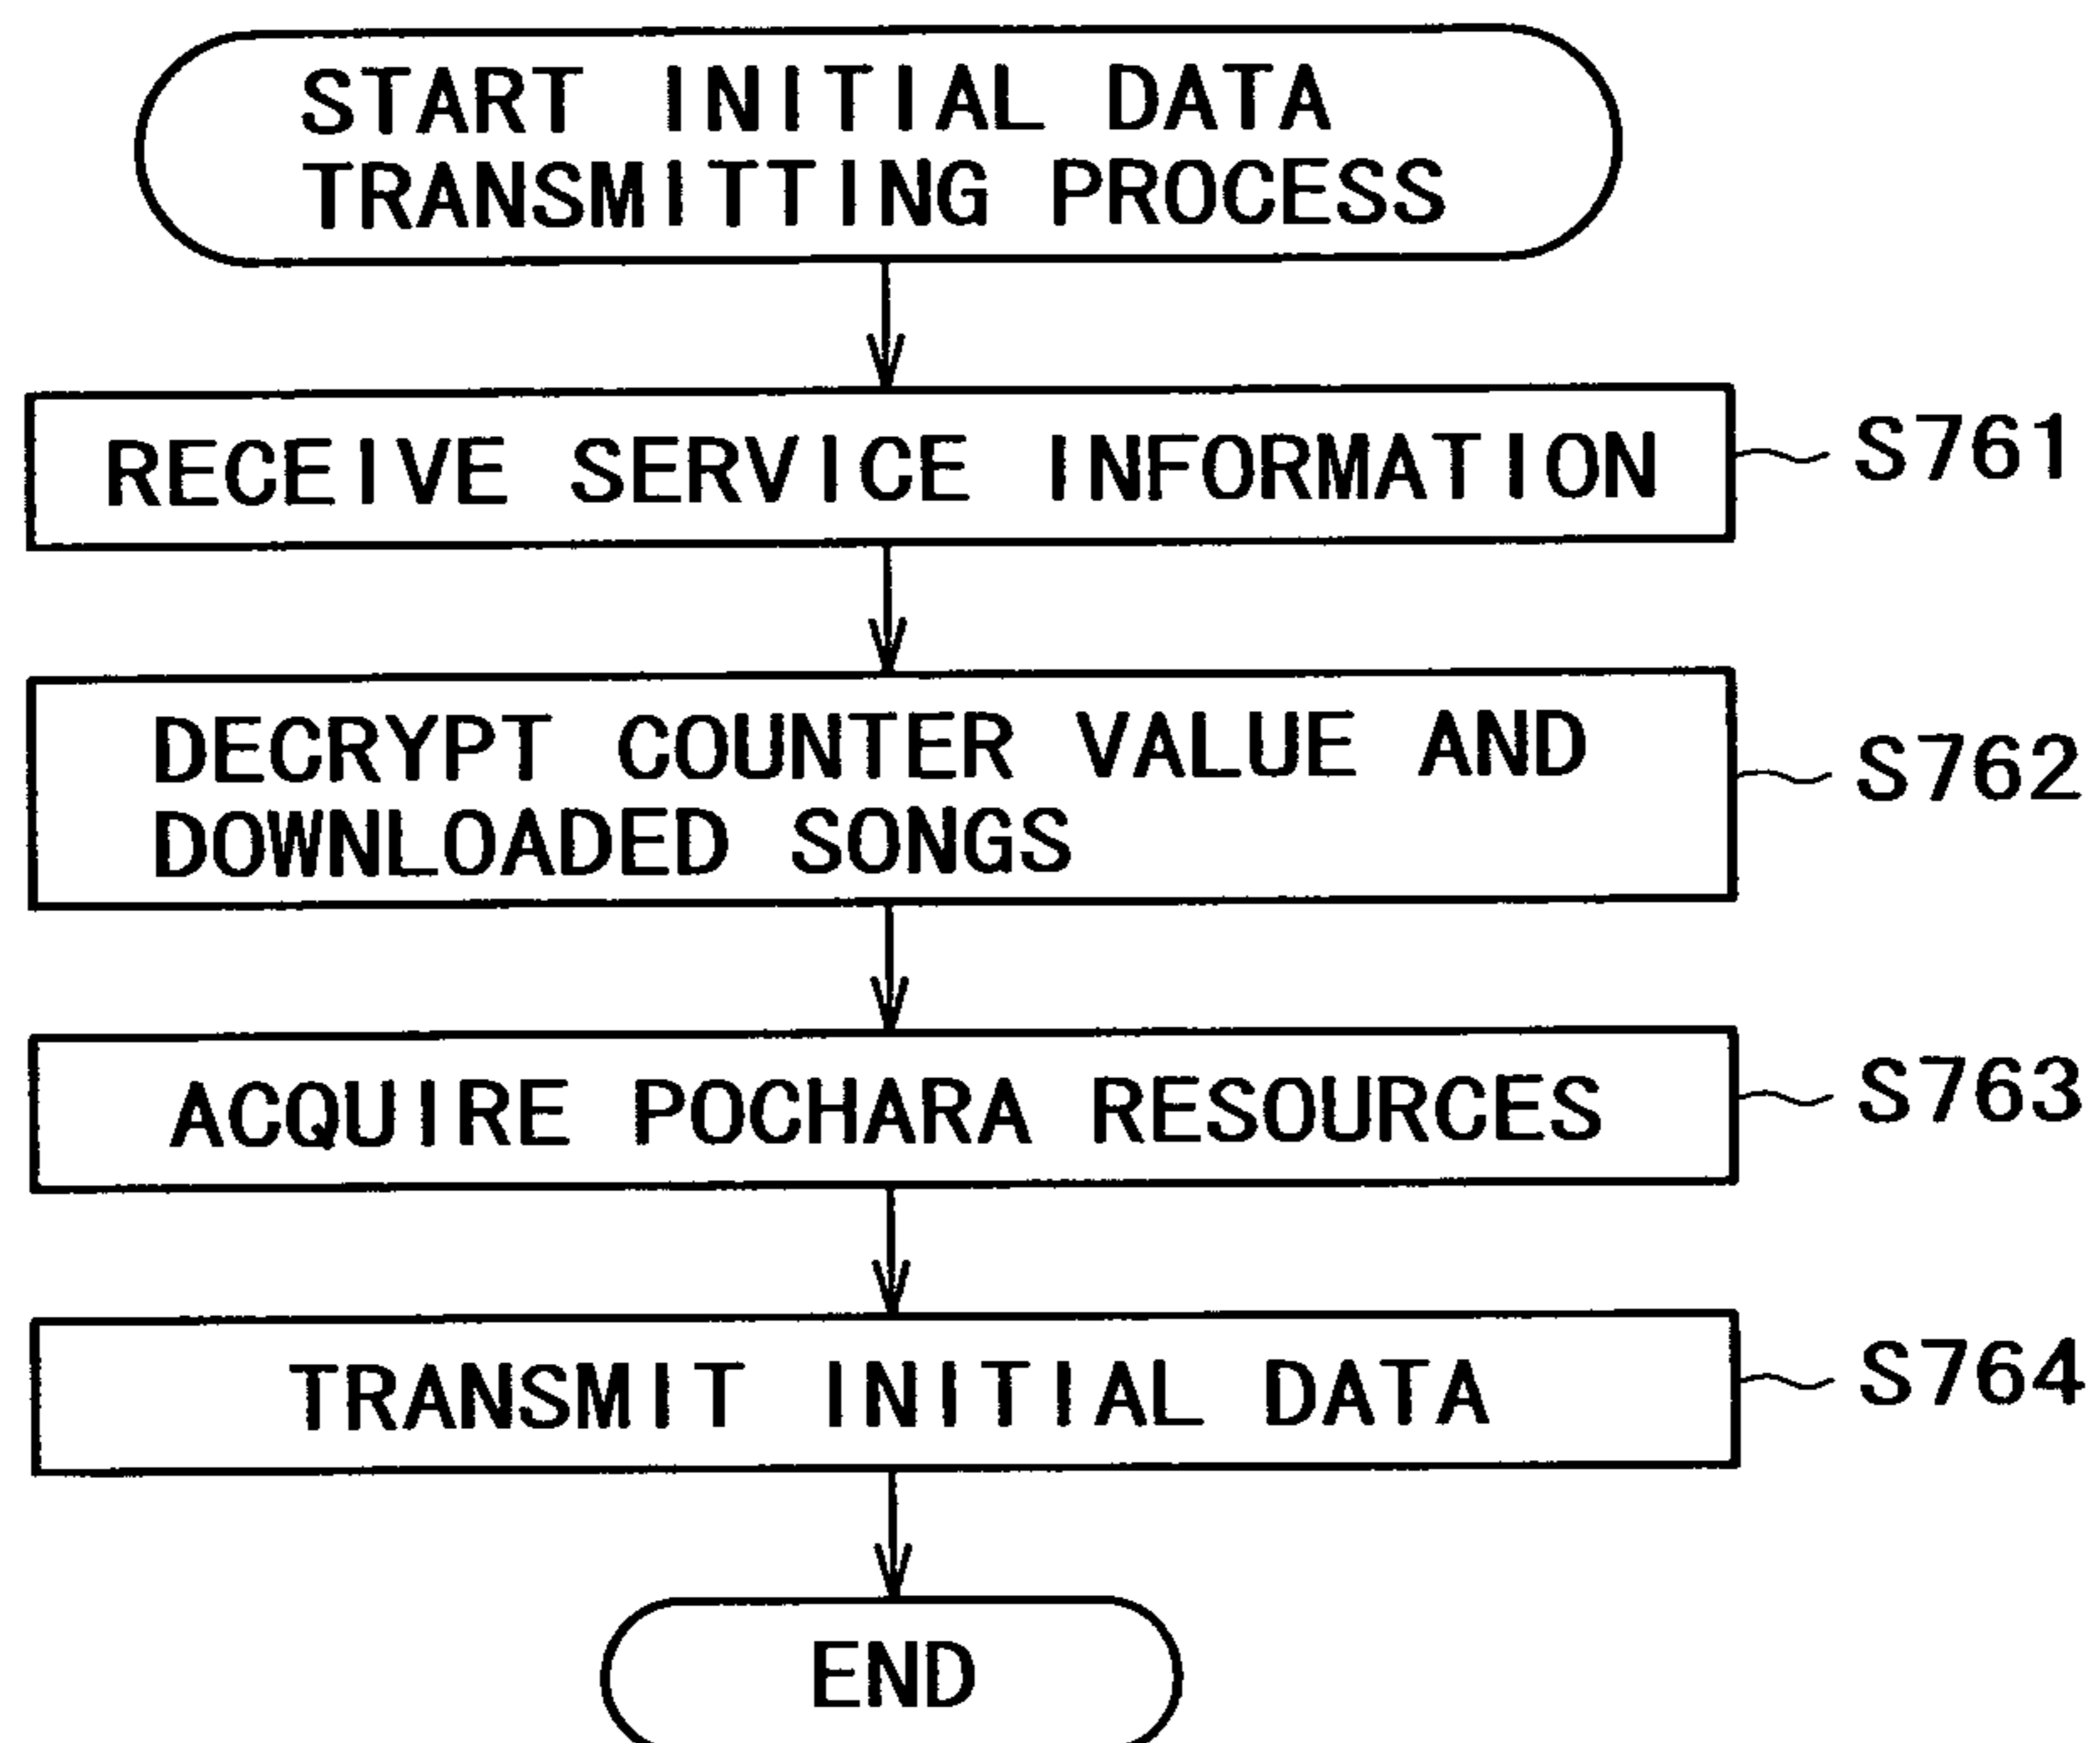 START INITIAL DATA
TRANSMITTING PROCESS
RECEIVE SERVICE INFORMATION
S761
DECRYPT COUNTER VALUE AND
DOWNLOADED SONGS
S762
ACQUIRE POCHARA RESOURCES
S763
TRANSMIT INITIAL DATA
S764
END